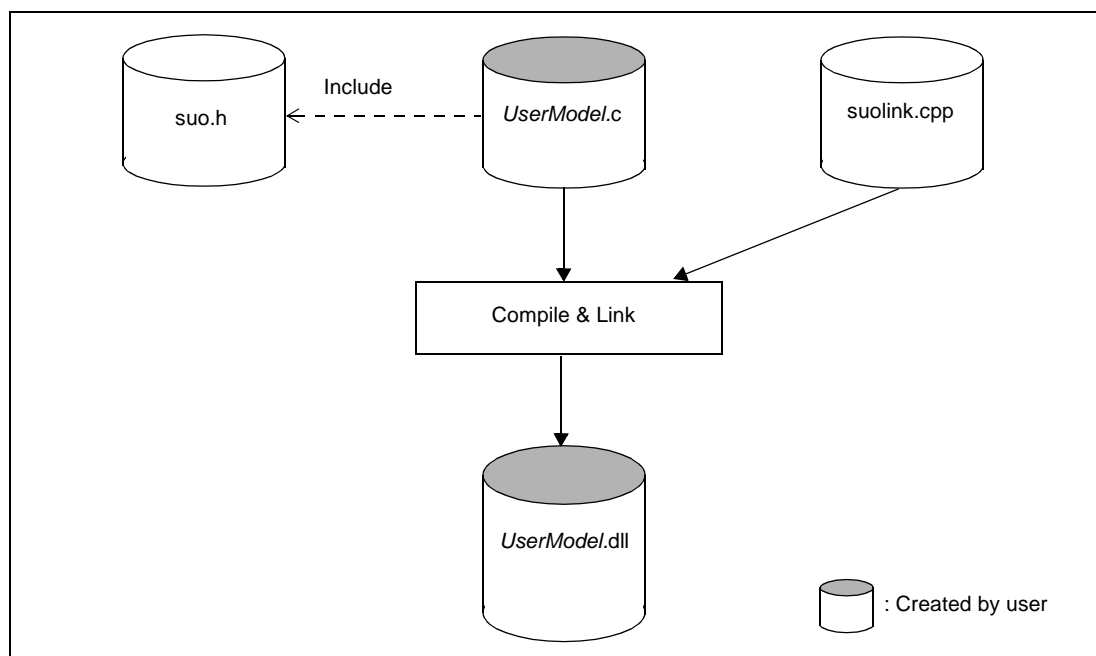 suo.h
Include
UserModel.c
suolink.cpp
Compile & Link
UserModel.dll
: Created by user